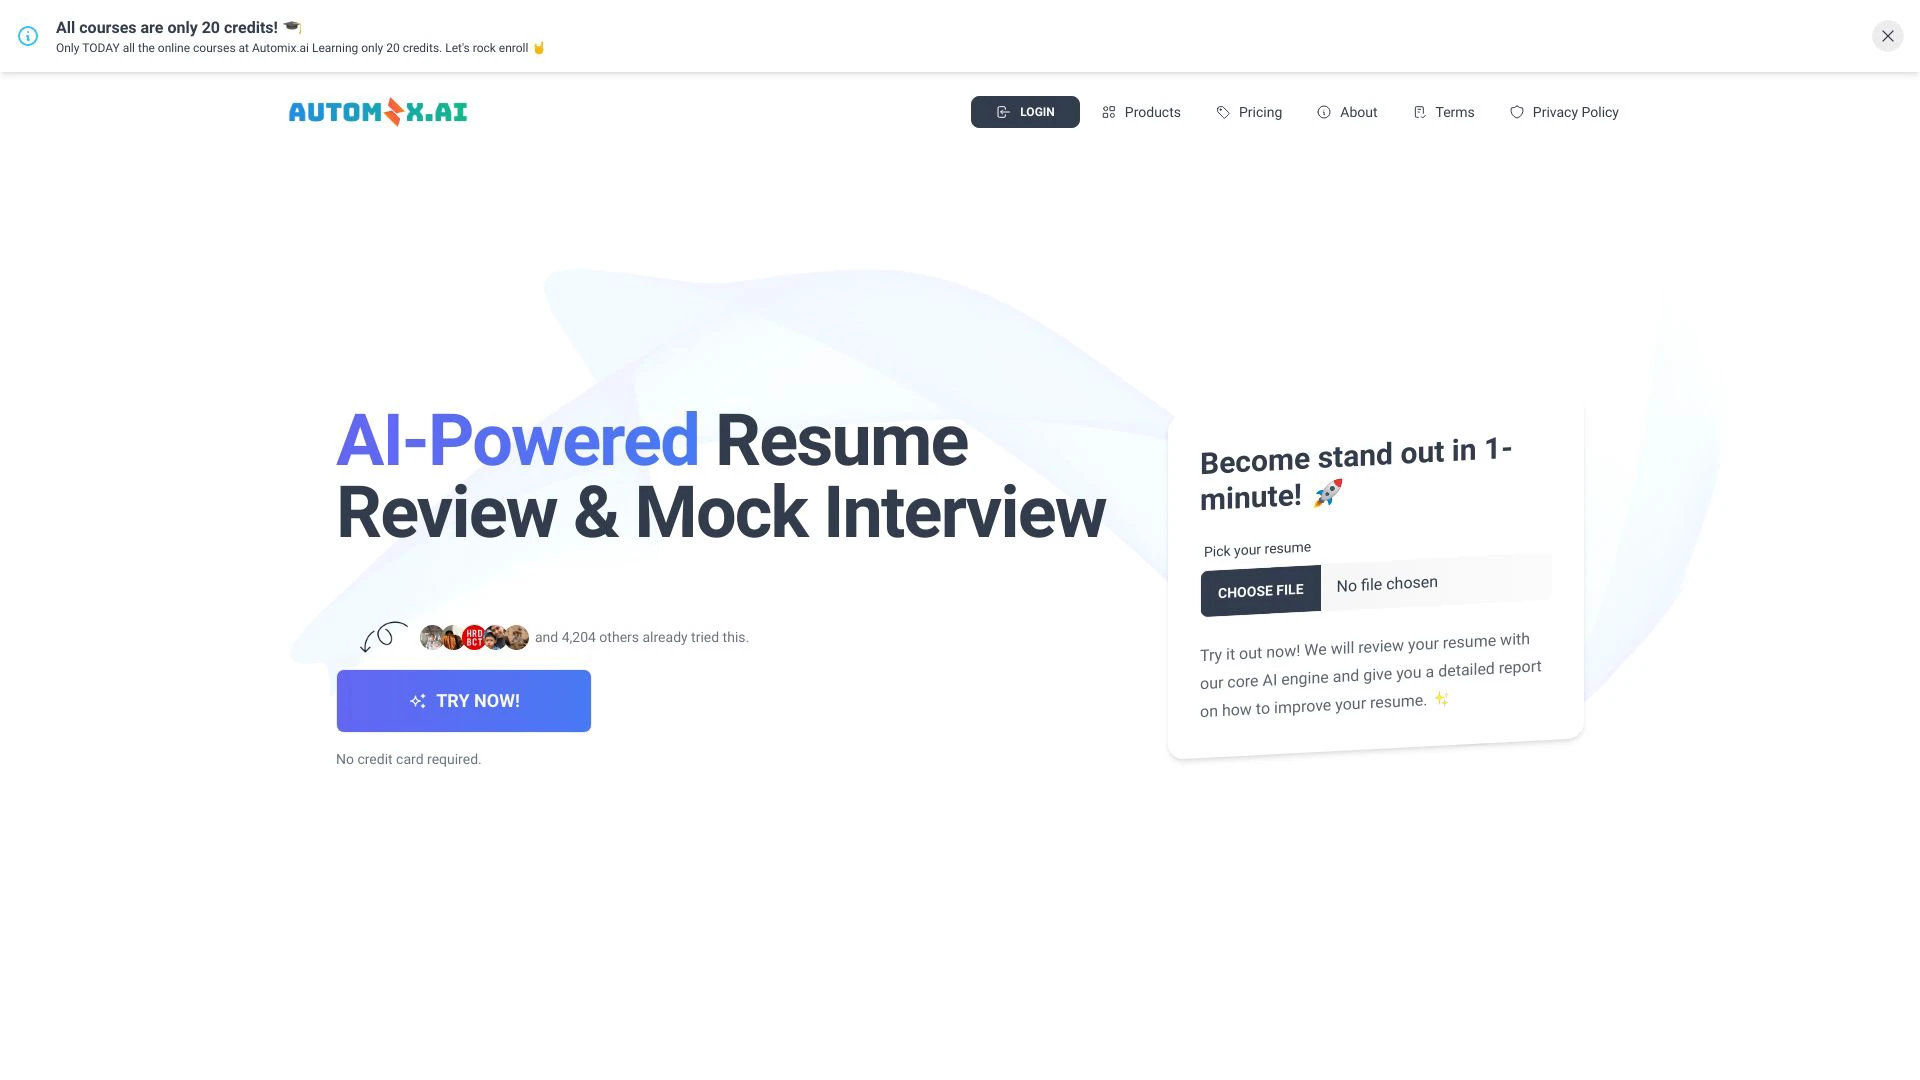 All courses are only 20 credits! 🎓
Only TODAY all the online courses at Automix.ai Learning only 20 credits. Let's rock enroll 🤘
AUTOMIX.AI
LOGIN
Products
Pricing
About
Terms
Privacy Policy
AI-Powered Resume
Review & Mock Interview
HRD
BCT
and 4,204 others already tried this.
TRY NOW!
No credit card required.
Become stand out in 1-
minute! 🚀
Pick your resume
CHOOSE FILE No file chosen
Try it out now! We will review your resume with
our core AI engine and give you a detailed report
on how to improve your resume. ✨